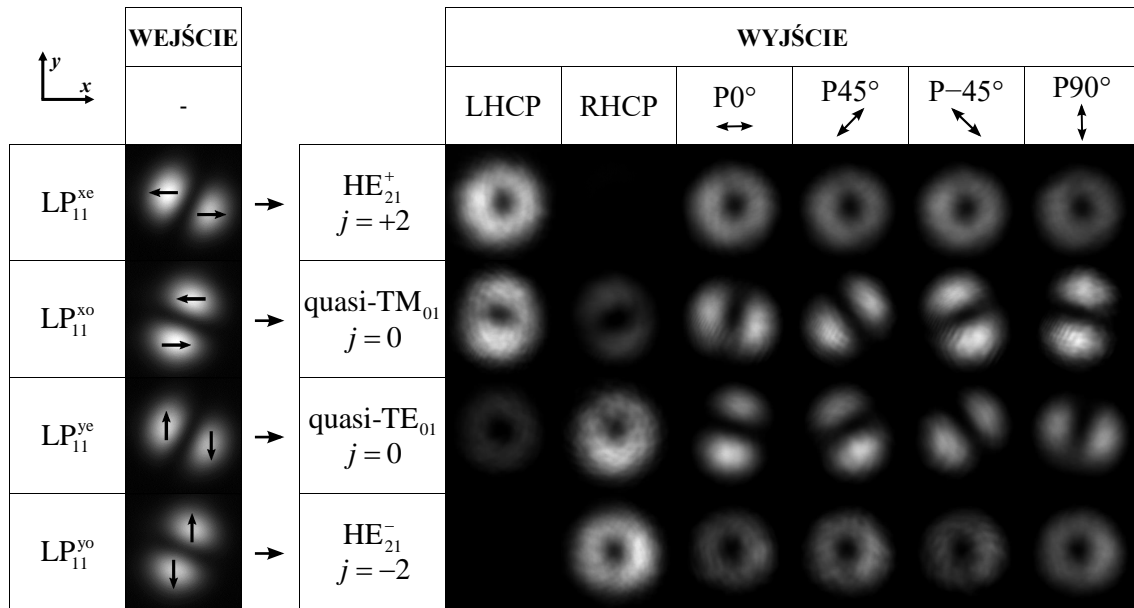 WEJŚCIE
WYJŚCIE
y
x
-
LHCP
RHCP
P0°
P45°
P−45°
P90°
LP₁₁ˣᵉ
HE₂₁⁺
j = +2
LP₁₁ˣᵒ
quasi-TM₀₁
j = 0
LP₁₁ʸᵉ
quasi-TE₀₁
j = 0
LP₁₁ʸᵒ
HE₂₁⁻
j = −2